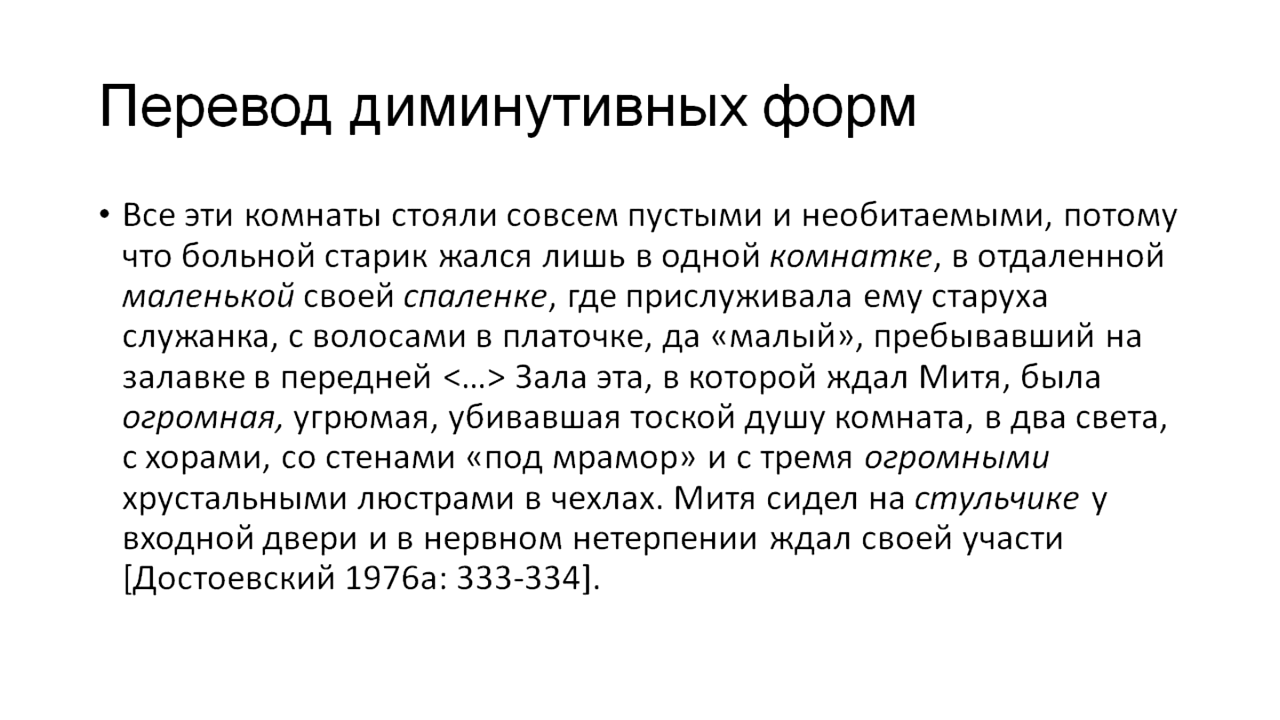 Перевод диминутивных форм
• Все эти комнаты стояли совсем пустыми и необитаемыми, потому
что больной старик жался лишь в одной комнатке, в отдаленной
маленькой своей спаленке, где прислуживала ему старуха
служанка, с волосами в платочке, да «малый», пребывавший на
залавке в передней <…> Зала эта, в которой ждал Митя, была
огромная, угрюмая, убивавшая тоской душу комната, в два света,
с хорами, со стенами «под мрамор» и с тремя огромными
хрустальными люстрами в чехлах. Митя сидел на стульчике у
входной двери и в нервном нетерпении ждал своей участи
[Достоевский 1976а: 333-334].